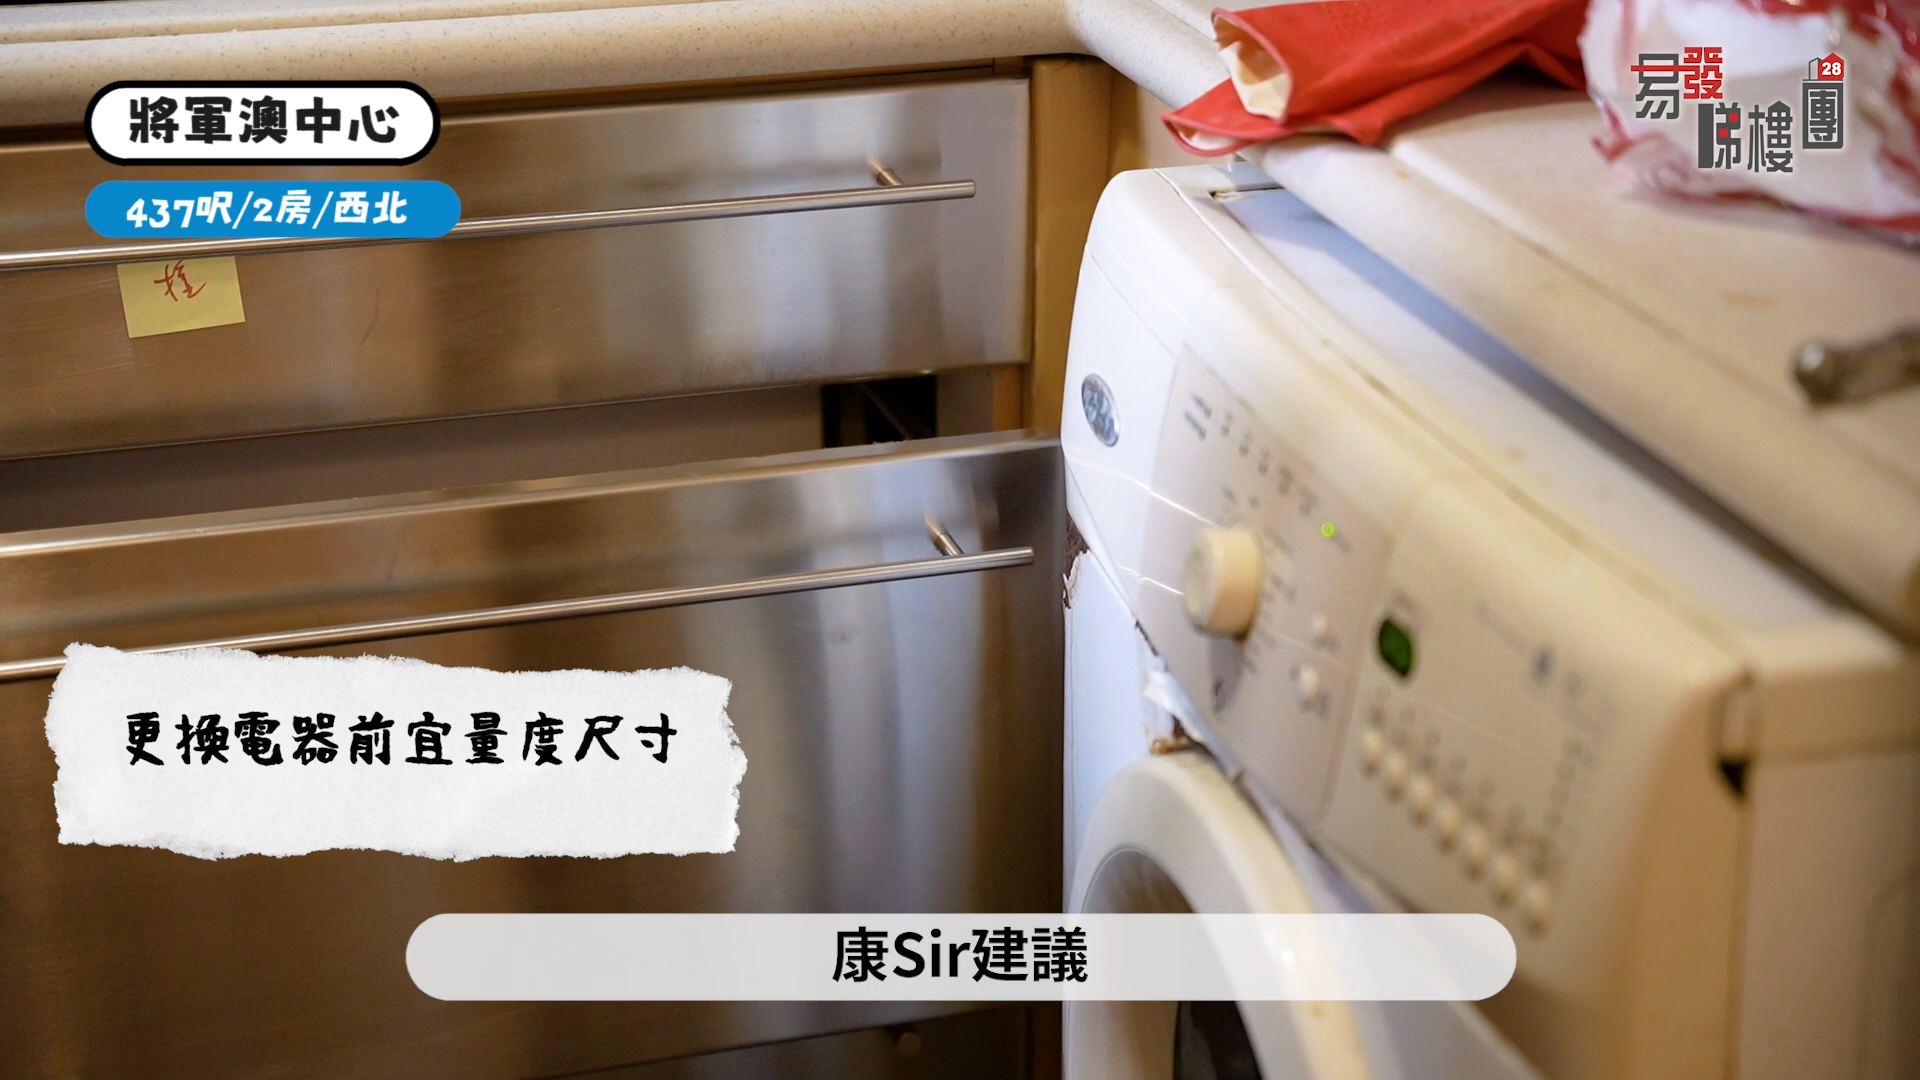 將軍澳中心
437呎/2房/西北
易發睇樓團
28
更換電器前宜量度尺寸
康Sir建議